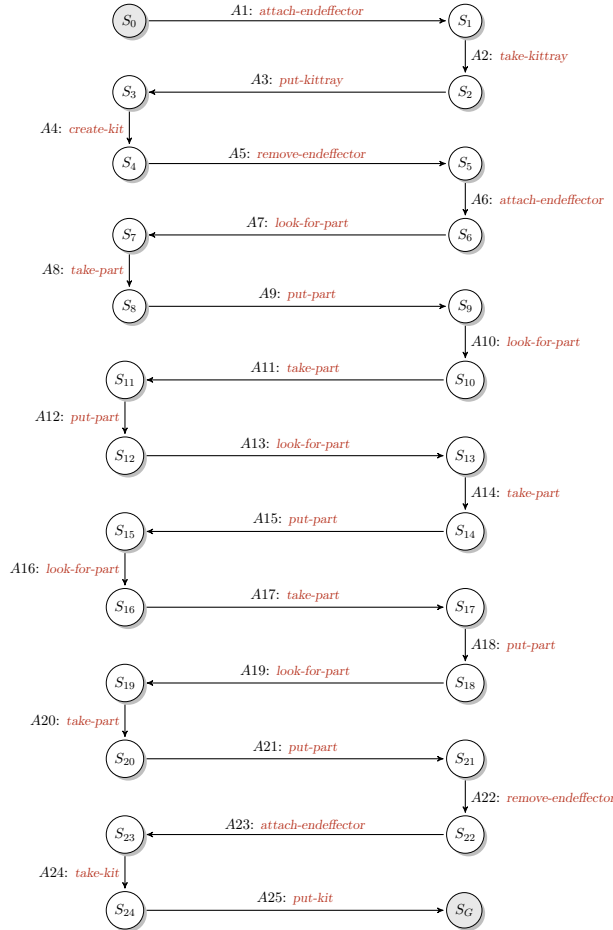 S0 A1: attach-endeffector S1
A2: take-kittray
S3 A3: put-kittray S2
A4: create-kit
S4 A5: remove-endeffector S5
A6: attach-endeffector
S7 A7: look-for-part S6
A8: take-part
S8 A9: put-part S9
A10: look-for-part
S11 A11: take-part S10
A12: put-part
S12 A13: look-for-part S13
A14: take-part
S15 A15: put-part S14
A16: look-for-part
S16 A17: take-part S17
A18: put-part
S19 A19: look-for-part S18
A20: take-part
S20 A21: put-part S21
A22: remove-endeffector
S23 A23: attach-endeffector S22
A24: take-kit
S24 A25: put-kit SG